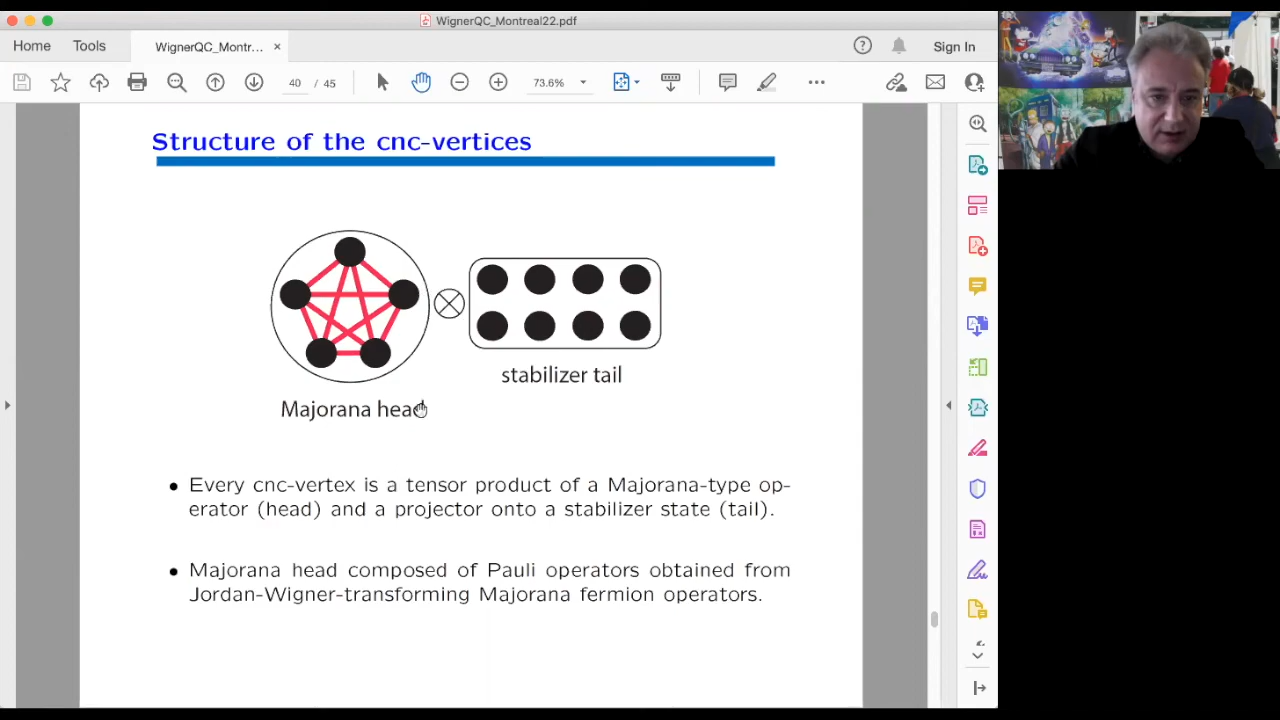 WignerQC_Montreal22.pdf
Home Tools WignerQC_Montr... × Sign In
40 / 45 73.6%
Structure of the cnc-vertices
stabilizer tail
Majorana head
• Every cnc-vertex is a tensor product of a Majorana-type op-
erator (head) and a projector onto a stabilizer state (tail).
• Majorana head composed of Pauli operators obtained from
Jordan-Wigner-transforming Majorana fermion operators.